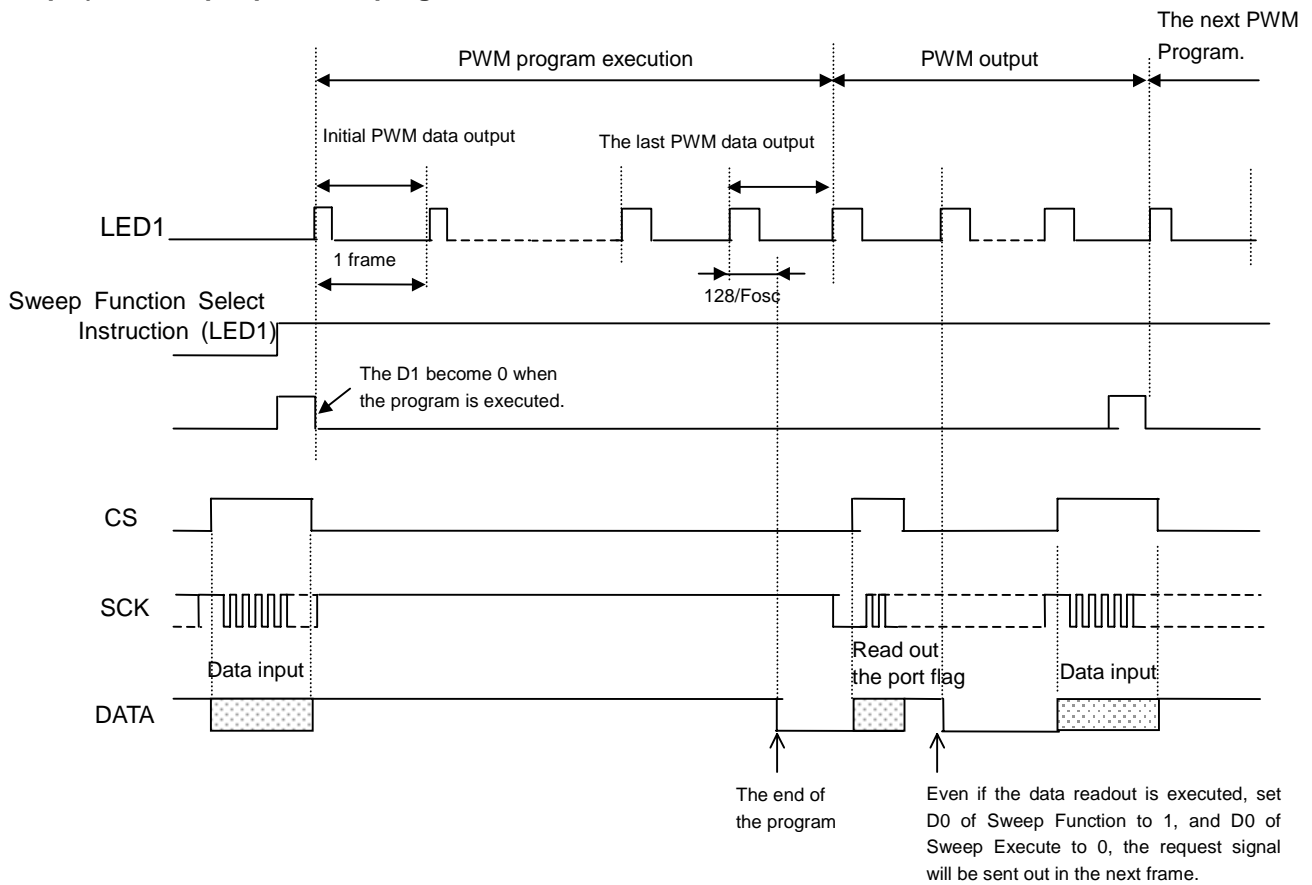 The next PWM
Program.
PWM program execution
PWM output
Initial PWM data output
The last PWM data output
LED1
1 frame
128/Fosc
Sweep Function Select
Instruction (LED1)
The D1 become 0 when
the program is executed.
CS
SCK
Read out
the port flag
Data input
Data input
DATA
The end of
the program
Even if the data readout is executed, set
D0 of Sweep Function to 1, and D0 of
Sweep Execute to 0, the request signal
will be sent out in the next frame.